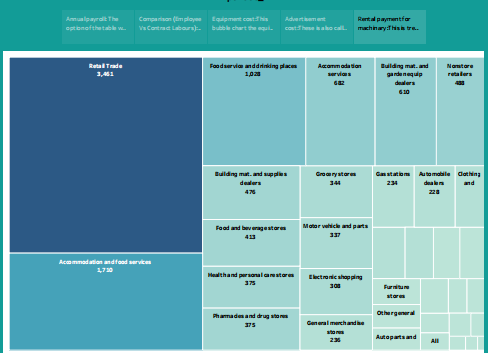 Annual payroll: The
option of the table w...
Comparison (Employee
Vs Contract Labours)...
Equipment cost:This
bubble chart the equi...
Advertisement
cost:These is also call...
Rental payment for
machinary:This is tre...
Retail Trade
3,461
Food service and drinking places
1,028
Accommodation
services
682
Building mat. and
garden equip
dealers
610
Nonstore
retailers
488
Building mat. and supplies
dealers
476
Grocery stores
344
Gas stations
234
Automobile
dealers
228
Clothing
and
Food and beverage stores
413
Motor vehicle and parts
337
Accommodation and food services
1,710
Health and personal care stores
375
Electronic shopping
308
Furniture
stores
Pharmacies and drug stores
375
General merchandise
stores
236
Other general
Auto parts and
All